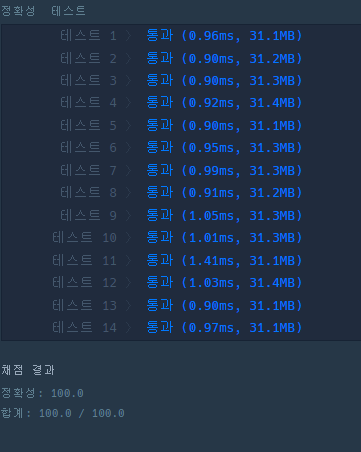 정확성 테스트
테스트 1 〉 통과 (0.96ms, 31.1MB)
테스트 2 〉 통과 (0.90ms, 31.2MB)
테스트 3 〉 통과 (0.90ms, 31.3MB)
테스트 4 〉 통과 (0.92ms, 31.4MB)
테스트 5 〉 통과 (0.90ms, 31.1MB)
테스트 6 〉 통과 (0.95ms, 31.3MB)
테스트 7 〉 통과 (0.99ms, 31.3MB)
테스트 8 〉 통과 (0.91ms, 31.2MB)
테스트 9 〉 통과 (1.05ms, 31.3MB)
테스트 10 〉 통과 (1.01ms, 31.3MB)
테스트 11 〉 통과 (1.41ms, 31.1MB)
테스트 12 〉 통과 (1.03ms, 31.4MB)
테스트 13 〉 통과 (0.90ms, 31.1MB)
테스트 14 〉 통과 (0.97ms, 31.1MB)
채점 결과
정확성: 100.0
합계: 100.0 / 100.0